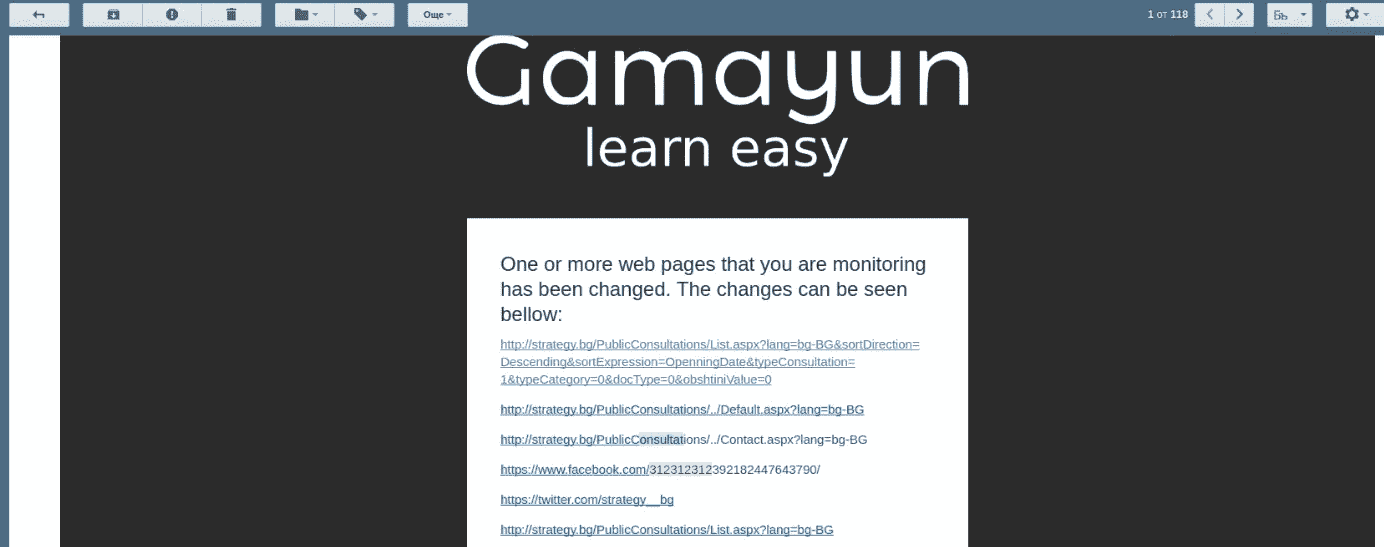 Още
1 от 118
Gamayun
learn easy
One or more web pages that you are monitoring
has been changed. The changes can be seen
bellow:
http://strategy.bg/PublicConsultations/List.aspx?lang=bg-BG&sortDirection=
Descending&sortExpression=OpenningDate&typeConsultation=
1&typeCategory=0&docType=0&obshtiniValue=0
http://strategy.bg/PublicConsultations/../Default.aspx?lang=bg-BG
http://strategy.bg/PublicConsultations/../Contact.aspx?lang=bg-BG
https://www.facebook.com/312312312392182447643790/
https://twitter.com/strategy__bg
http://strategy.bg/PublicConsultations/List.aspx?lang=bg-BG